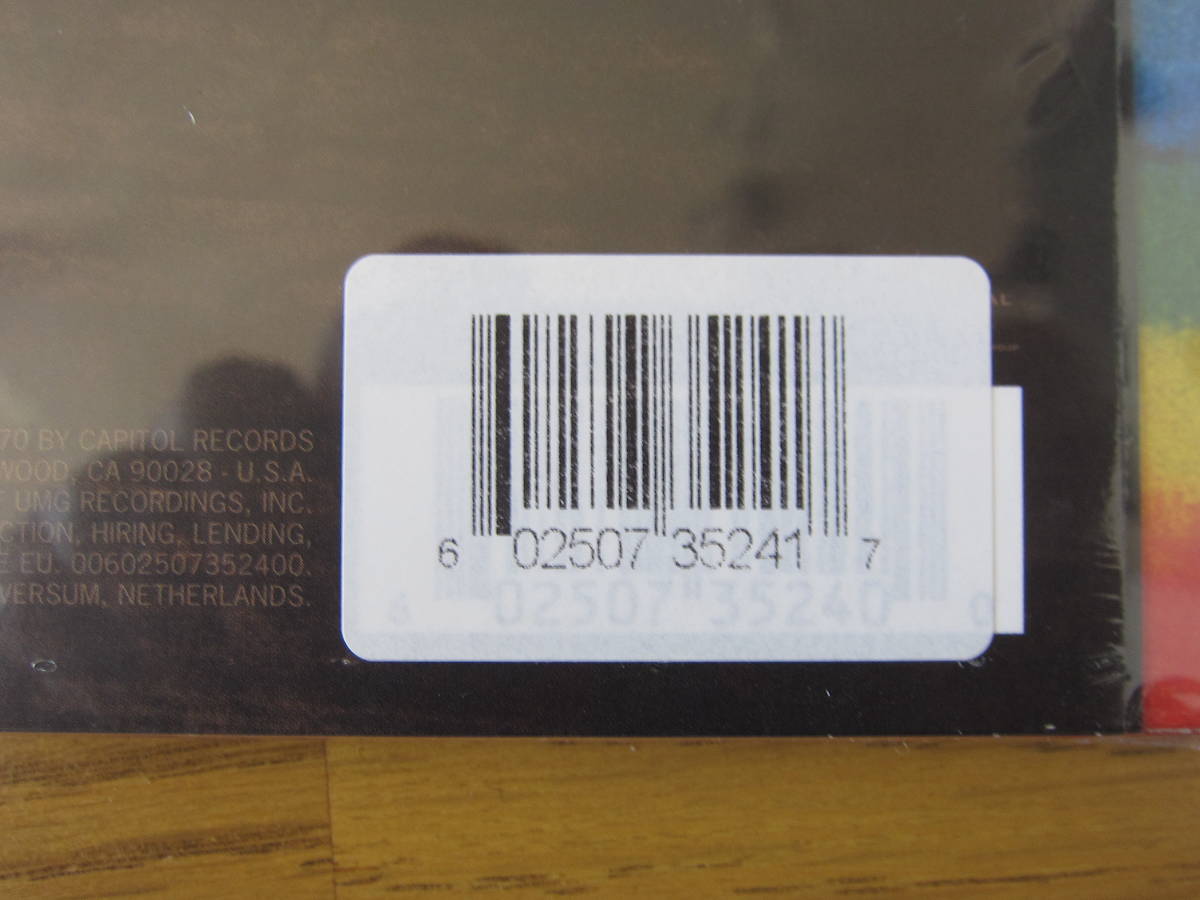 AL
70 BY CAPITOL RECORDS
WOOD, CA 90028 - U.S.A.
UMG RECORDINGS, INC.
CTION, HIRING, LENDING,
E EU. 00602507352400.
VERSUM, NETHERLANDS.
6 02507 35241 7
6 02507 35240 0